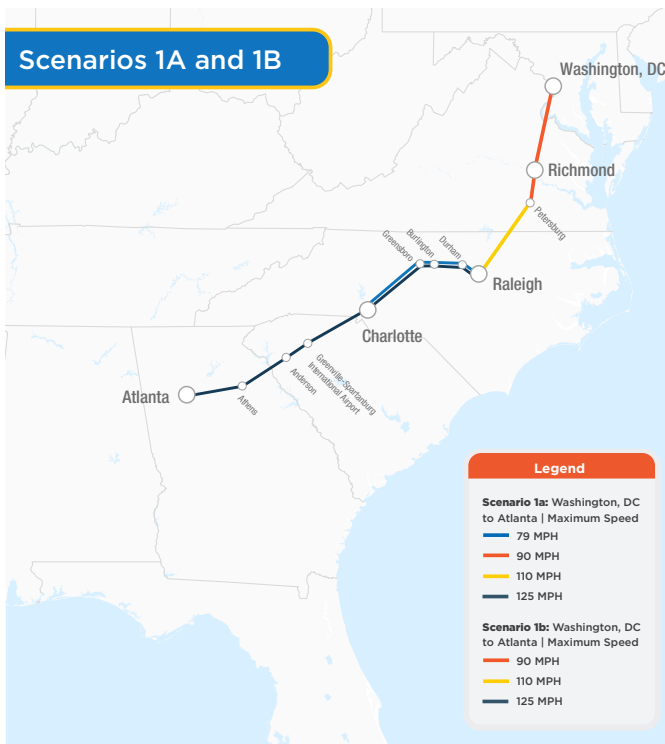 Scenarios 1A and 1B
Washington, DC
Richmond
Petersburg
Greensboro
Burlington
Durham
Raleigh
Charlotte
Greenville-Spartanburg
International Airport
Anderson
Athens
Atlanta
Legend
Scenario 1a: Washington, DC
to Atlanta | Maximum Speed
79 MPH
90 MPH
110 MPH
125 MPH
Scenario 1b: Washington, DC
to Atlanta | Maximum Speed
90 MPH
110 MPH
125 MPH